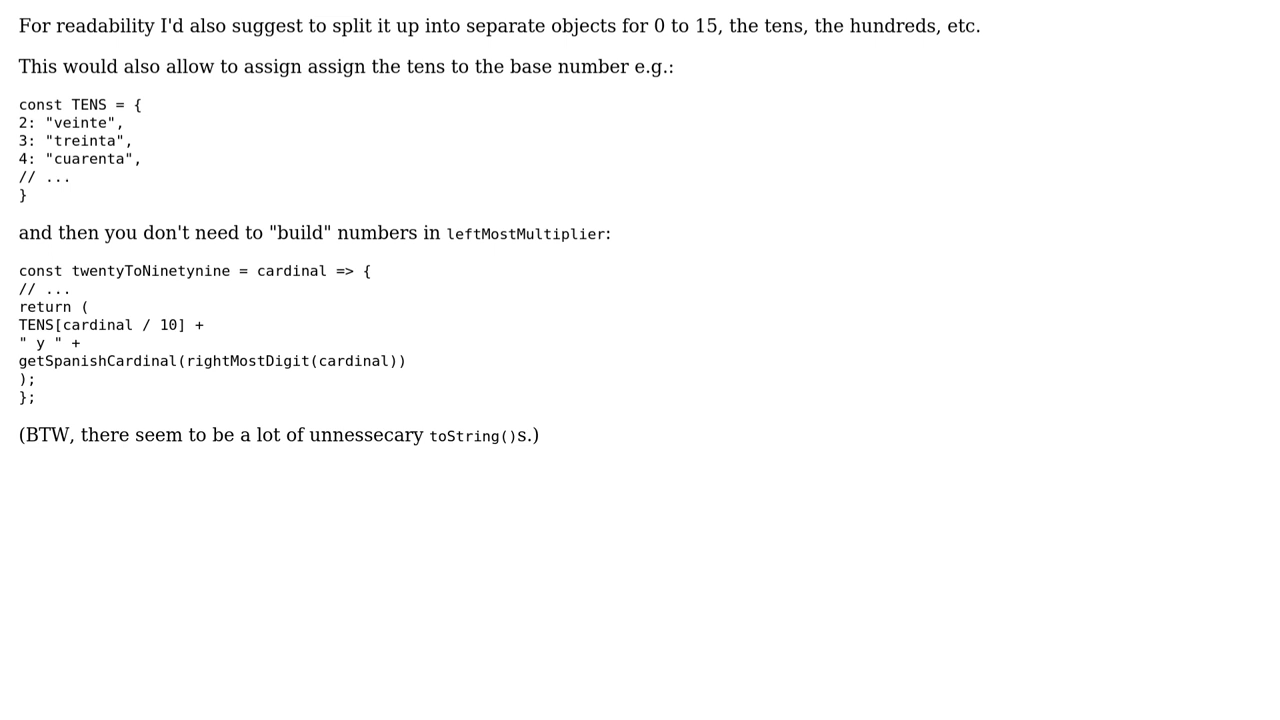 For readability I'd also suggest to split it up into separate objects for 0 to 15, the tens, the hundreds, etc.
This would also allow to assign assign the tens to the base number e.g.:
const TENS = {
2: "veinte",
3: "treinta",
4: "cuarenta",
// ...
}
and then you don't need to "build" numbers in leftMostMultiplier:
const twentyToNinetynine = cardinal => {
// ...
return (
TENS[cardinal / 10] +
" y " +
getSpanishCardinal(rightMostDigit(cardinal))
);
};
(BTW, there seem to be a lot of unnessecary toString()s.)